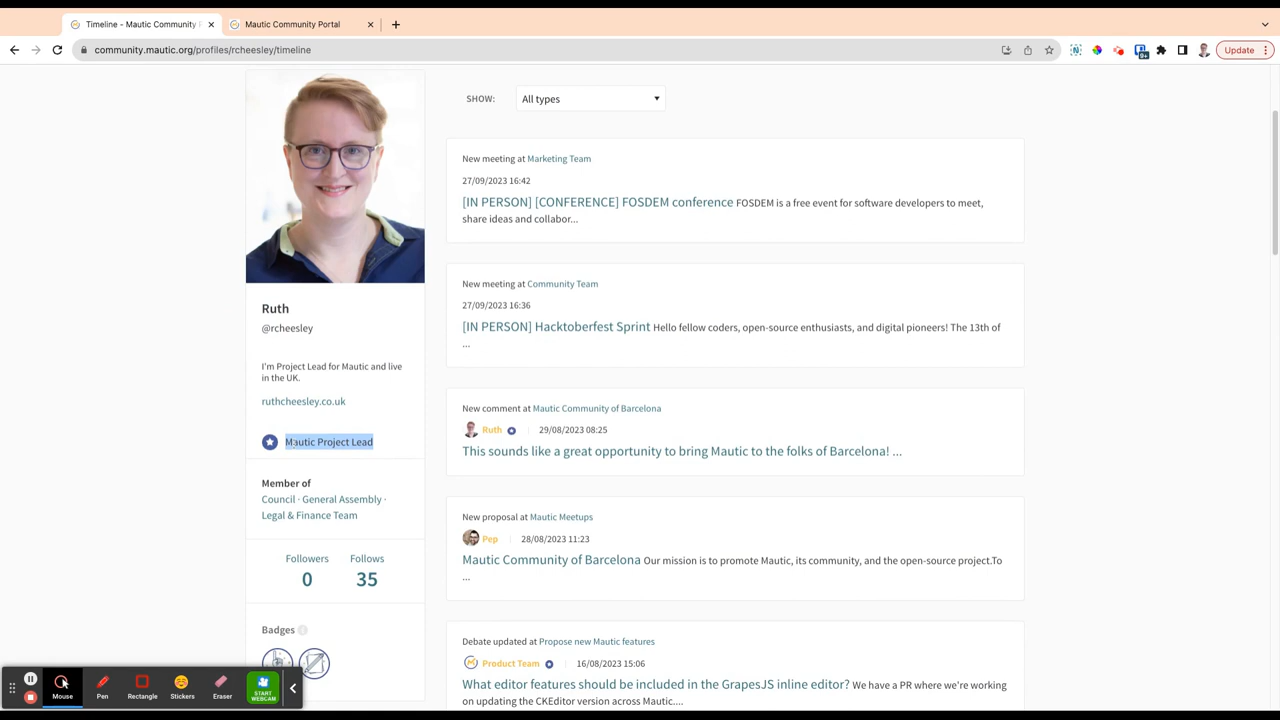 Timeline - Mautic Community P
Mautic Community Portal
community.mautic.org/profiles/rcheesley/timeline
9+
Update
SHOW:
All types
New meeting at Marketing Team
27/09/2023 16:42
[IN PERSON] [CONFERENCE] FOSDEM conference FOSDEM is a free event for software developers to meet,
share ideas and collabor...
New meeting at Community Team
27/09/2023 16:36
[IN PERSON] Hacktoberfest Sprint Hello fellow coders, open-source enthusiasts, and digital pioneers! The 13th of
...
New comment at Mautic Community of Barcelona
Ruth
29/08/2023 08:25
This sounds like a great opportunity to bring Mautic to the folks of Barcelona! ...
New proposal at Mautic Meetups
Pep
28/08/2023 11:23
Mautic Community of Barcelona Our mission is to promote Mautic, its community, and the open-source project.To
...
Debate updated at Propose new Mautic features
Product Team
16/08/2023 15:06
What editor features should be included in the GrapesJS inline editor? We have a PR where we're working
on updating the CKEditor version across Mautic....
Ruth
@rcheesley
I'm Project Lead for Mautic and live
in the UK.
ruthcheesley.co.uk
Mautic Project Lead
Member of
Council · General Assembly ·
Legal & Finance Team
Followers
0
Follows
35
Badges
Mouse
Pen
Rectangle
Stickers
Eraser
START
WEBCAM